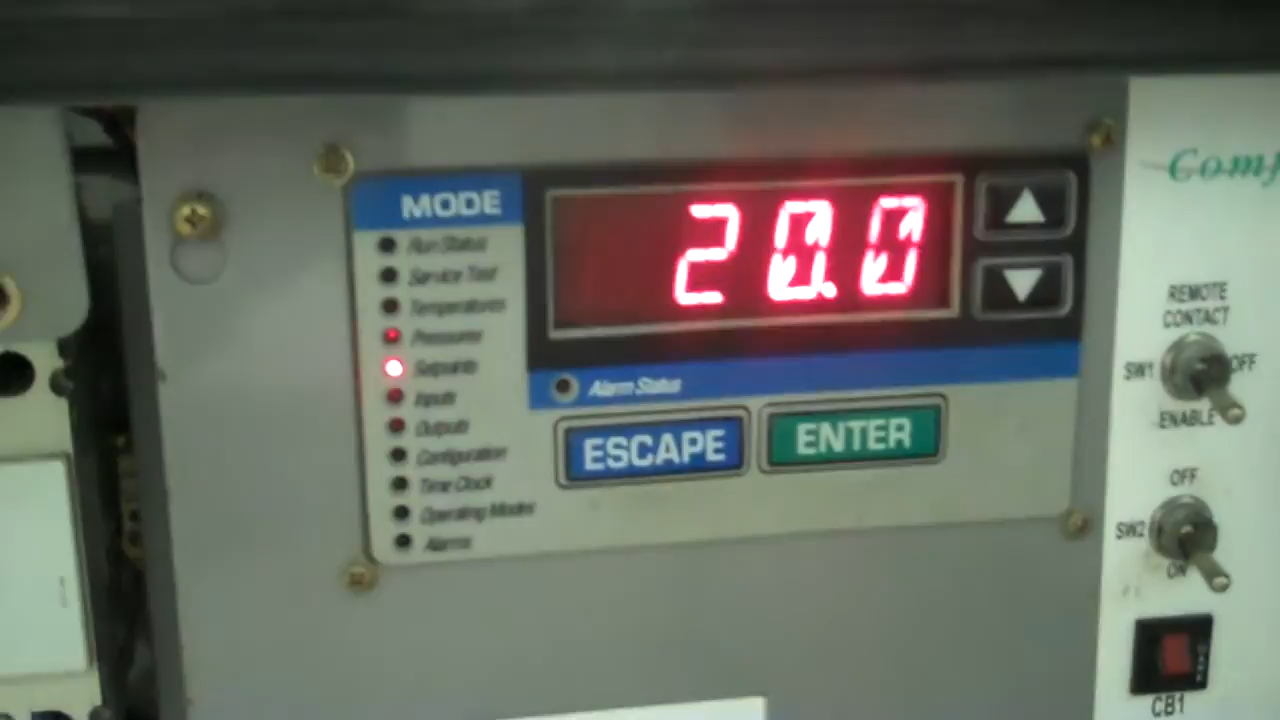 MODE
Run Status
Service Test
Temperatures
Pressures
Setpoints
Inputs
Outputs
Configuration
Time Clock
Operating Modes
Alarms
20.0
Alarm Status
ESCAPE
ENTER
Comf
REMOTE
CONTACT
SW1
OFF
ENABLE
OFF
SW2
ON
CB1